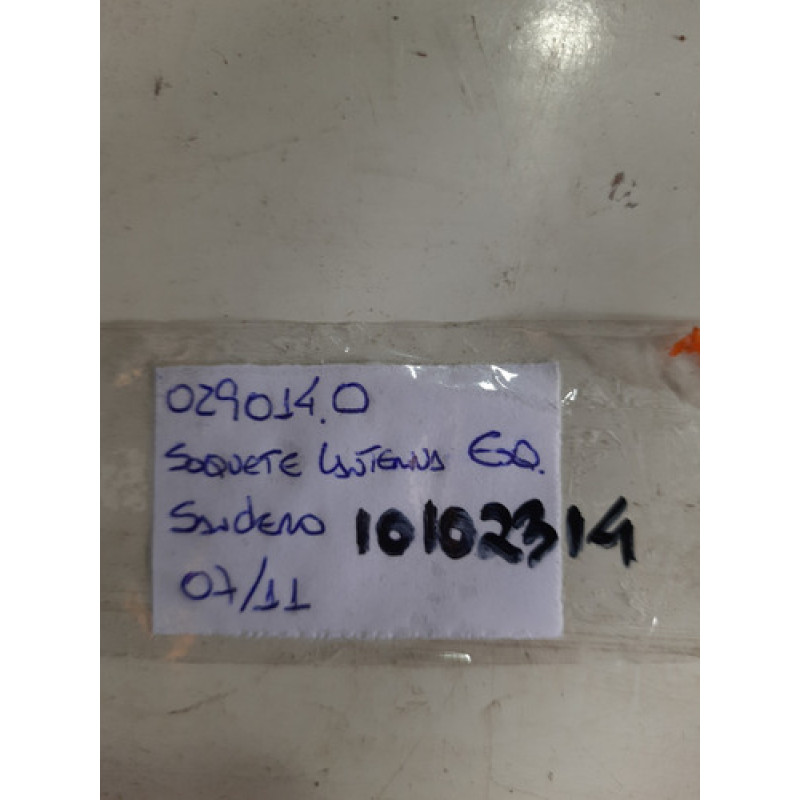 029014.0
SOQUETE LANTERNA ESQ.
SANDERO 10102314
07/11